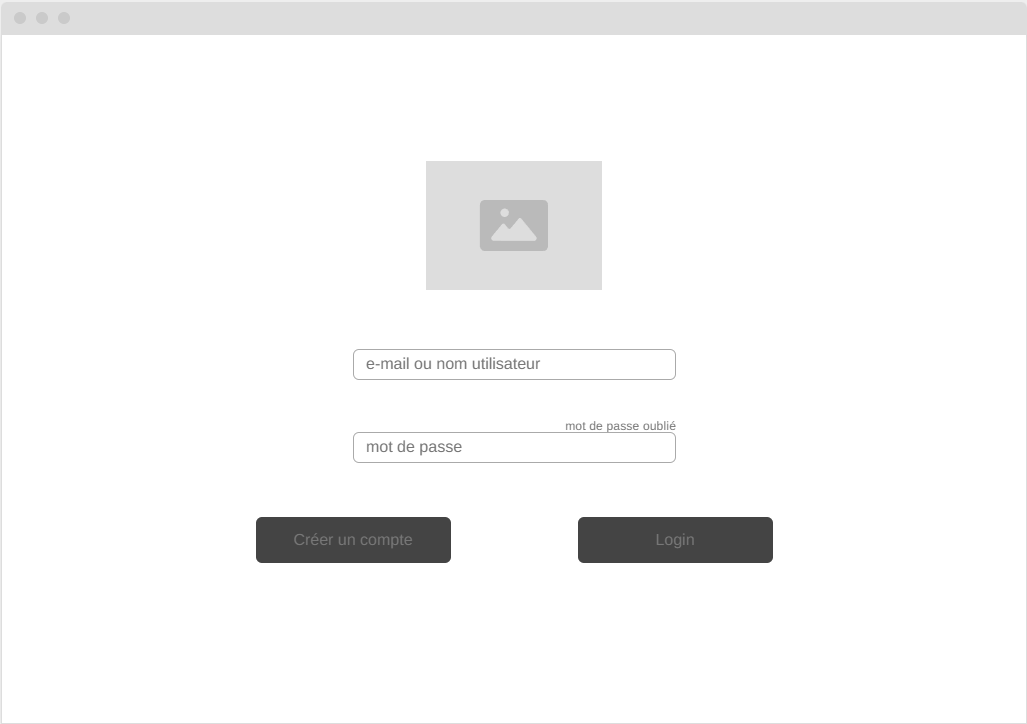 e-mail ou nom utilisateur
mot de passe oublié
mot de passe
Créer un compte
Login